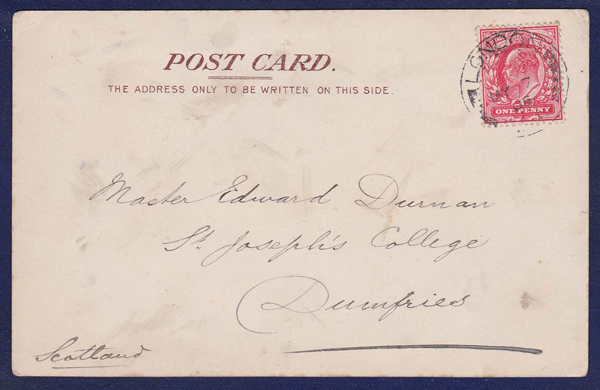 POST CARD.
THE ADDRESS ONLY TO BE WRITTEN ON THIS SIDE.
LONDON
ONE PENNY
Master Edward Durnan
St Joseph's College
Dumfries
Scotland